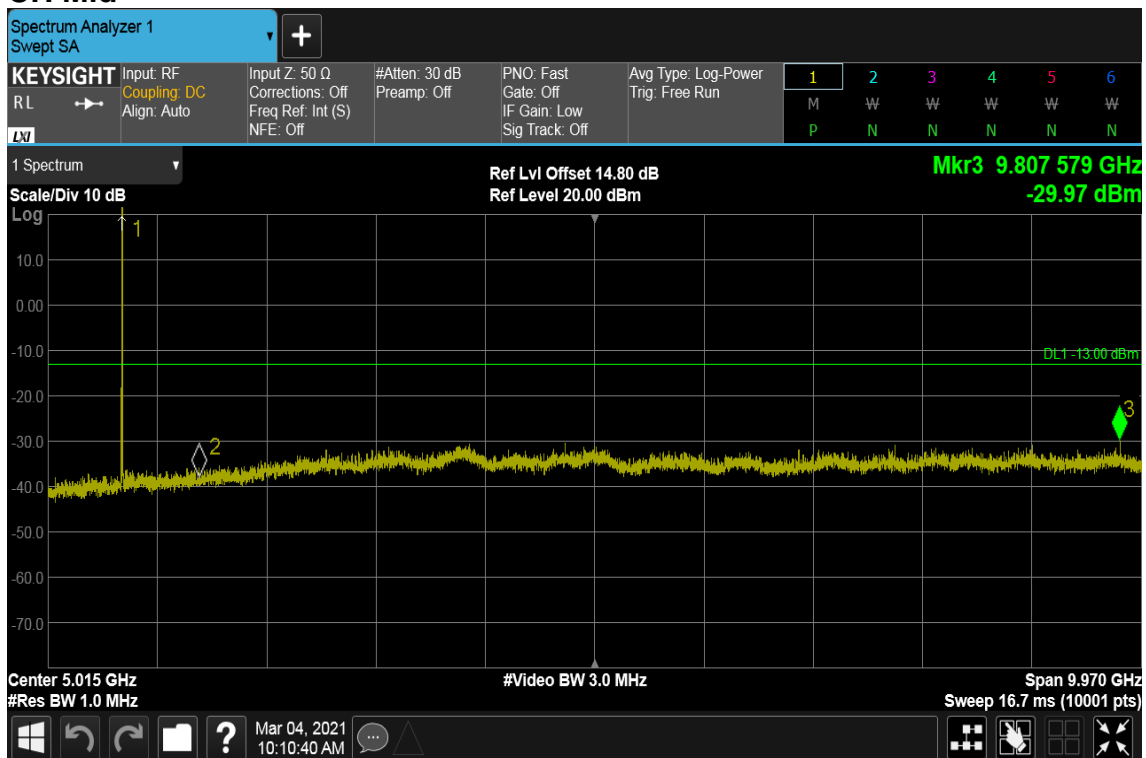 Spectrum Analyzer 1
Swept SA
+
KEYSIGHT
RL
LXI
Input: RF
Coupling: DC
Align: Auto
Input Z: 50 Ω
Corrections: Off
Freq Ref: Int (S)
NFE: Off
#Atten: 30 dB
Preamp: Off
PNO: Fast
Gate: Off
IF Gain: Low
Sig Track: Off
Avg Type: Log-Power
Trig: Free Run
1 2 3 4 5 6
M W W W W W
P N N N N N
1 Spectrum
Ref Lvl Offset 14.80 dB
Mkr3 9.807 579 GHz
Scale/Div 10 dB
Ref Level 20.00 dBm
-29.97 dBm
Log
1
10.0
0.00
-10.0
DL1 -13.00 dBm
-20.0
3
-30.0
2
-40.0
-50.0
-60.0
-70.0
Center 5.015 GHz
#Video BW 3.0 MHz
Span 9.970 GHz
#Res BW 1.0 MHz
Sweep 16.7 ms (10001 pts)
?
Mar 04, 2021
10:10:40 AM